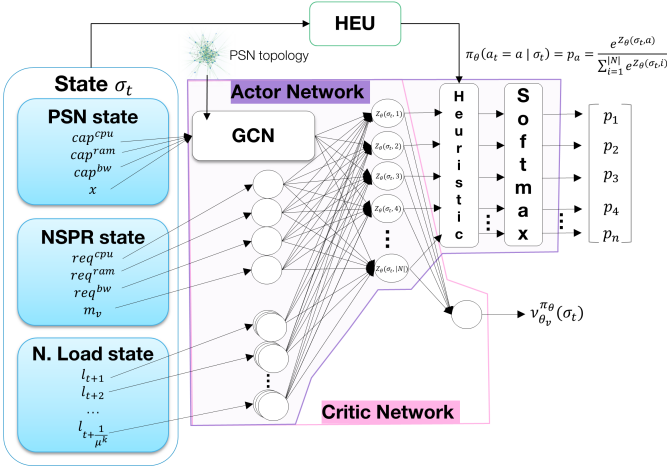 HEU
PSN topology
π_θ(a_t = a | σ_t) = p_a = e^{Z_θ(σ_t,a)} / ∑_{i=1}^{|N|} e^{Z_θ(σ_t,i)}
State σ_t
PSN state
cap^{cpu}
cap^{ram}
cap^{bw}
x
NSPR state
req^{cpu}
req^{ram}
req^{bw}
m_v
N. Load state
l_{t+1}
l_{t+2}
...
l_{t+1/μ^k}
Actor Network
GCN
Z_θ(σ_t, 1)
Z_θ(σ_t, 2)
Z_θ(σ_t, 3)
Z_θ(σ_t, 4)
⋮
Z_θ(σ_t, |N|)
⋮
Heuristic
⋮
Softmax
⋮
p_1
p_2
p_3
p_4
p_n
ν_{θ_v}^{π_θ}(σ_t)
Critic Network